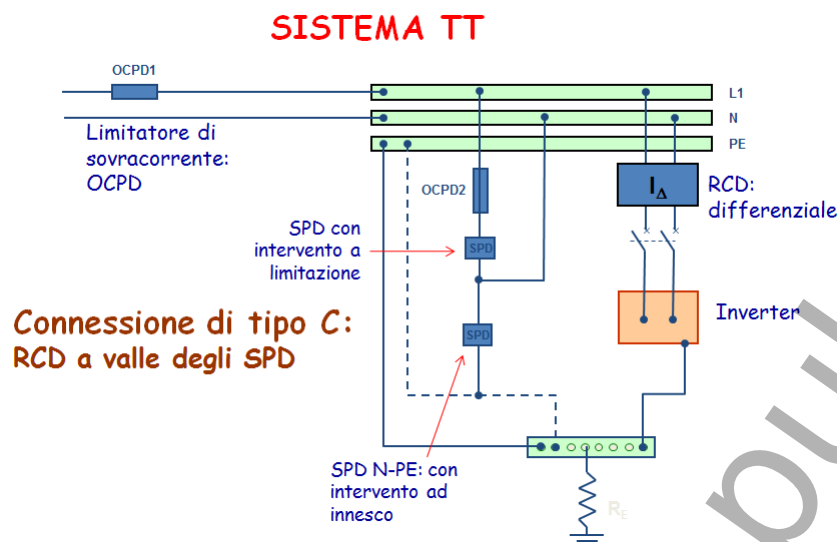 SISTEMA TT
OCPD1
L1
N
PE
Limitatore di
sovracorrente:
OCPD
OCPD2
I∆
RCD:
differenziale
SPD con
intervento a
limitazione
SPD
Inverter
Connessione di tipo C:
RCD a valle degli SPD
SPD
SPD N-PE: con
intervento ad
innesco
RE